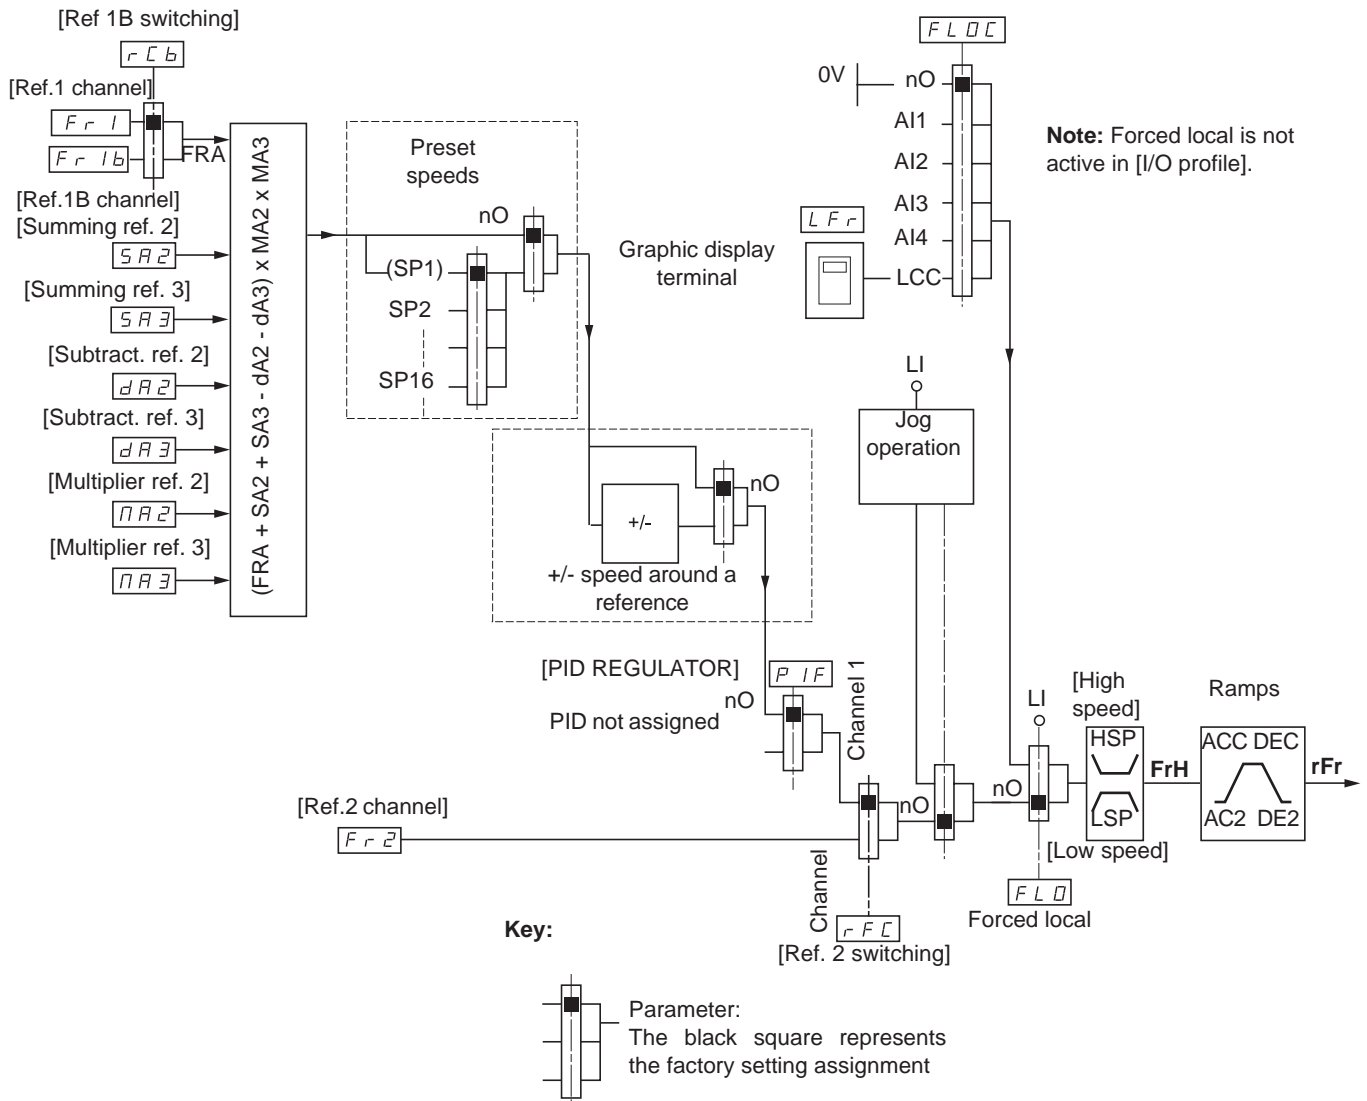 [Ref 1B switching]
rCb
[Ref.1 channel]
Fr1
Fr1b
FRA
[Ref.1B channel]
[Summing ref. 2]
SA2
[Summing ref. 3]
SA3
[Subtract. ref. 2]
dA2
[Subtract. ref. 3]
dA3
[Multiplier ref. 2]
MA2
[Multiplier ref. 3]
MA3
(FRA + SA2 + SA3 - dA2 - dA3) x MA2 x MA3
Preset
speeds
nO
(SP1)
SP2
SP16
+/-
nO
+/- speed around a
reference
FLOC
0V
nO
AI1
AI2
AI3
AI4
LCC
LFr
Graphic display
terminal
Note: Forced local is not
active in [I/O profile].
LI
Jog
operation
[PID REGULATOR]
PIF
nO
PID not assigned
Channel 1
[Ref.2 channel]
Fr2
Channel
rFC
[Ref. 2 switching]
nO
nO
LI
FLO
Forced local
[High
speed]
HSP
LSP
[Low speed]
FrH
Ramps
ACC DEC
AC2 DE2
rFr
Key:
Parameter:
The black square represents
the factory setting assignment